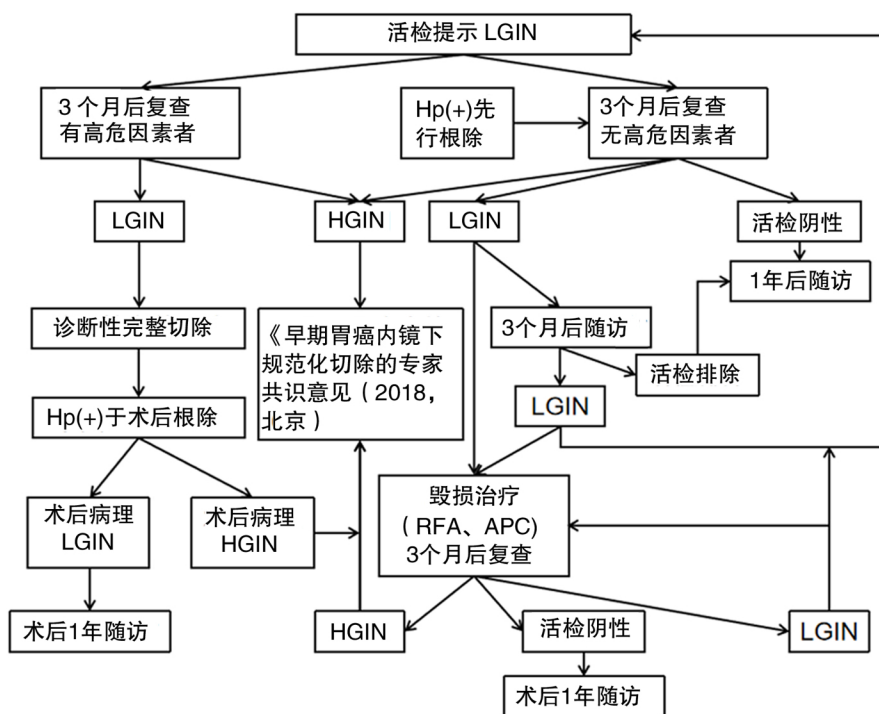 活检提示 LGIN
3 个月后复查
有高危因素者
Hp(+)先
行根除
3个月后复查
无高危因素者
LGIN
HGIN
LGIN
活检阴性
1年后随访
诊断性完整切除
《早期胃癌内镜下
规范化切除的专家
共识意见（2018，
北京）
3个月后随访
活检排除
LGIN
Hp(+)于术后根除
术后病理
LGIN
术后病理
HGIN
毁损治疗
（RFA、APC)
3个月后复查
术后1年随访
HGIN
活检阴性
LGIN
术后1年随访